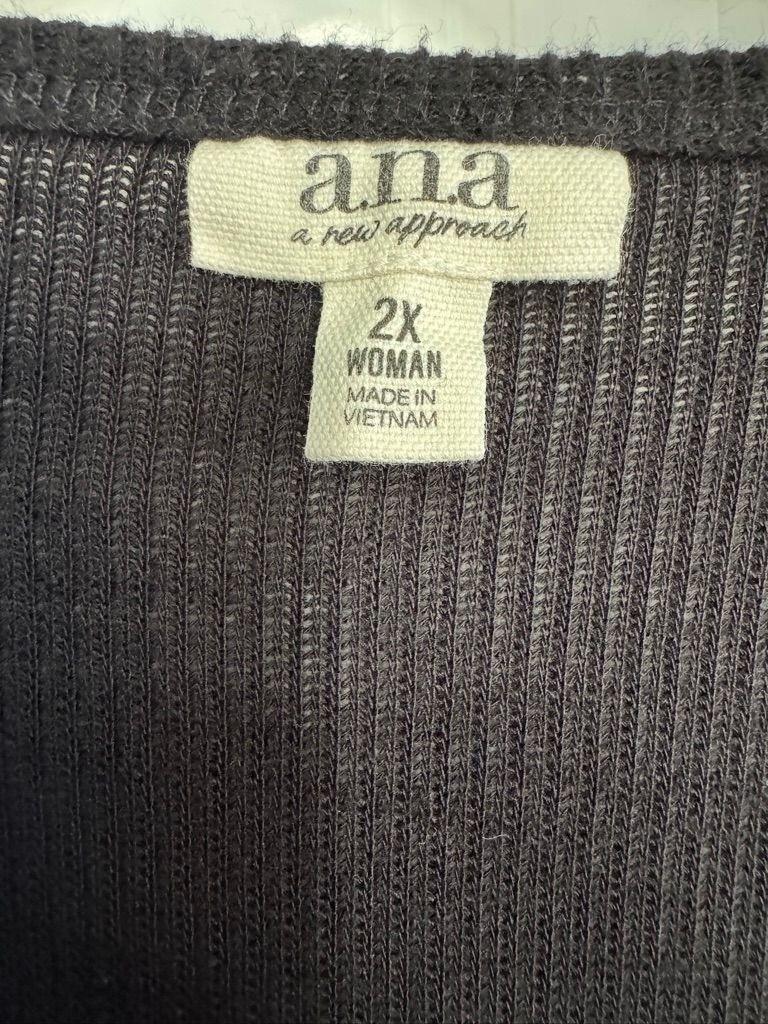 a.n.a
a new approach
2X
WOMAN
MADE IN
VIETNAM